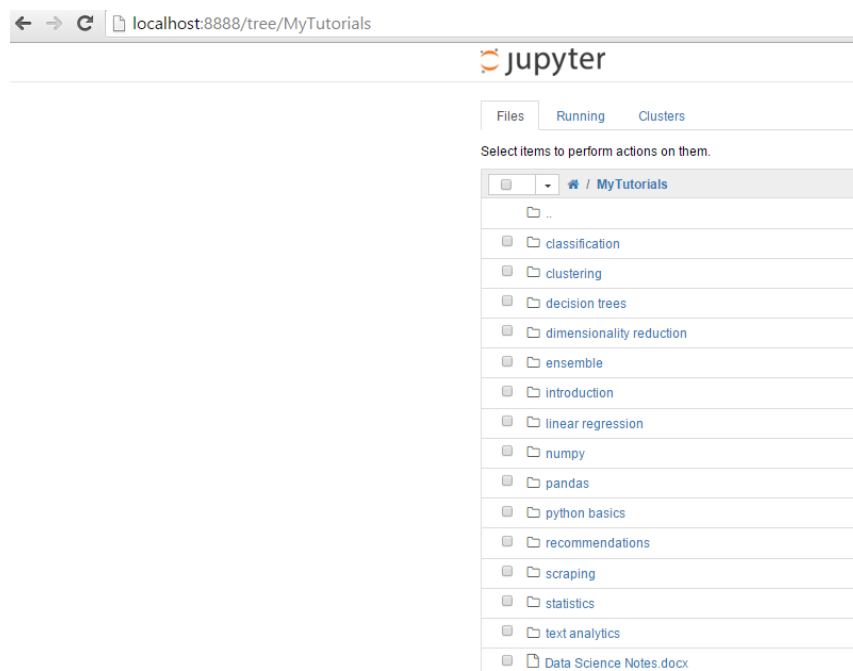 localhost:8888/tree/MyTutorials
jupyter
Files Running Clusters
Select items to perform actions on them.
/ MyTutorials
..
classification
clustering
decision trees
dimensionality reduction
ensemble
introduction
linear regression
numpy
pandas
python basics
recommendations
scraping
statistics
text analytics
Data Science Notes.docx